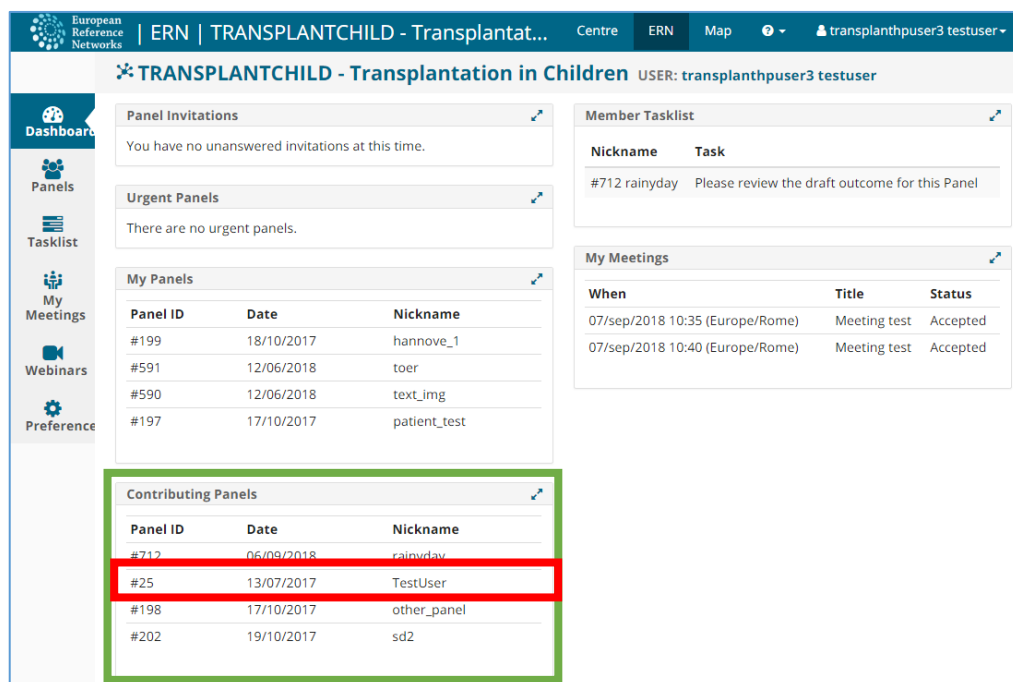 European Reference Networks | ERN | TRANSPLANTCHILD - Transplantat... Centre ERN Map transplanthpuser3 testuser
TRANSPLANTCHILD - Transplantation in Children USER: transplanthpuser3 testuser
Dashboard
Panels
Tasklist
My Meetings
Webinars
Preference
Panel Invitations
You have no unanswered invitations at this time.
Urgent Panels
There are no urgent panels.
My Panels
Panel ID Date Nickname
#199 18/10/2017 hannove_1
#591 12/06/2018 toer
#590 12/06/2018 text_img
#197 17/10/2017 patient_test
Contributing Panels
Panel ID Date Nickname
#712 06/09/2018 rainyday
#25 13/07/2017 TestUser
#198 17/10/2017 other_panel
#202 19/10/2017 sd2
Member Tasklist
Nickname Task
#712 rainyday Please review the draft outcome for this Panel
My Meetings
When Title Status
07/sep/2018 10:35 (Europe/Rome) Meeting test Accepted
07/sep/2018 10:40 (Europe/Rome) Meeting test Accepted